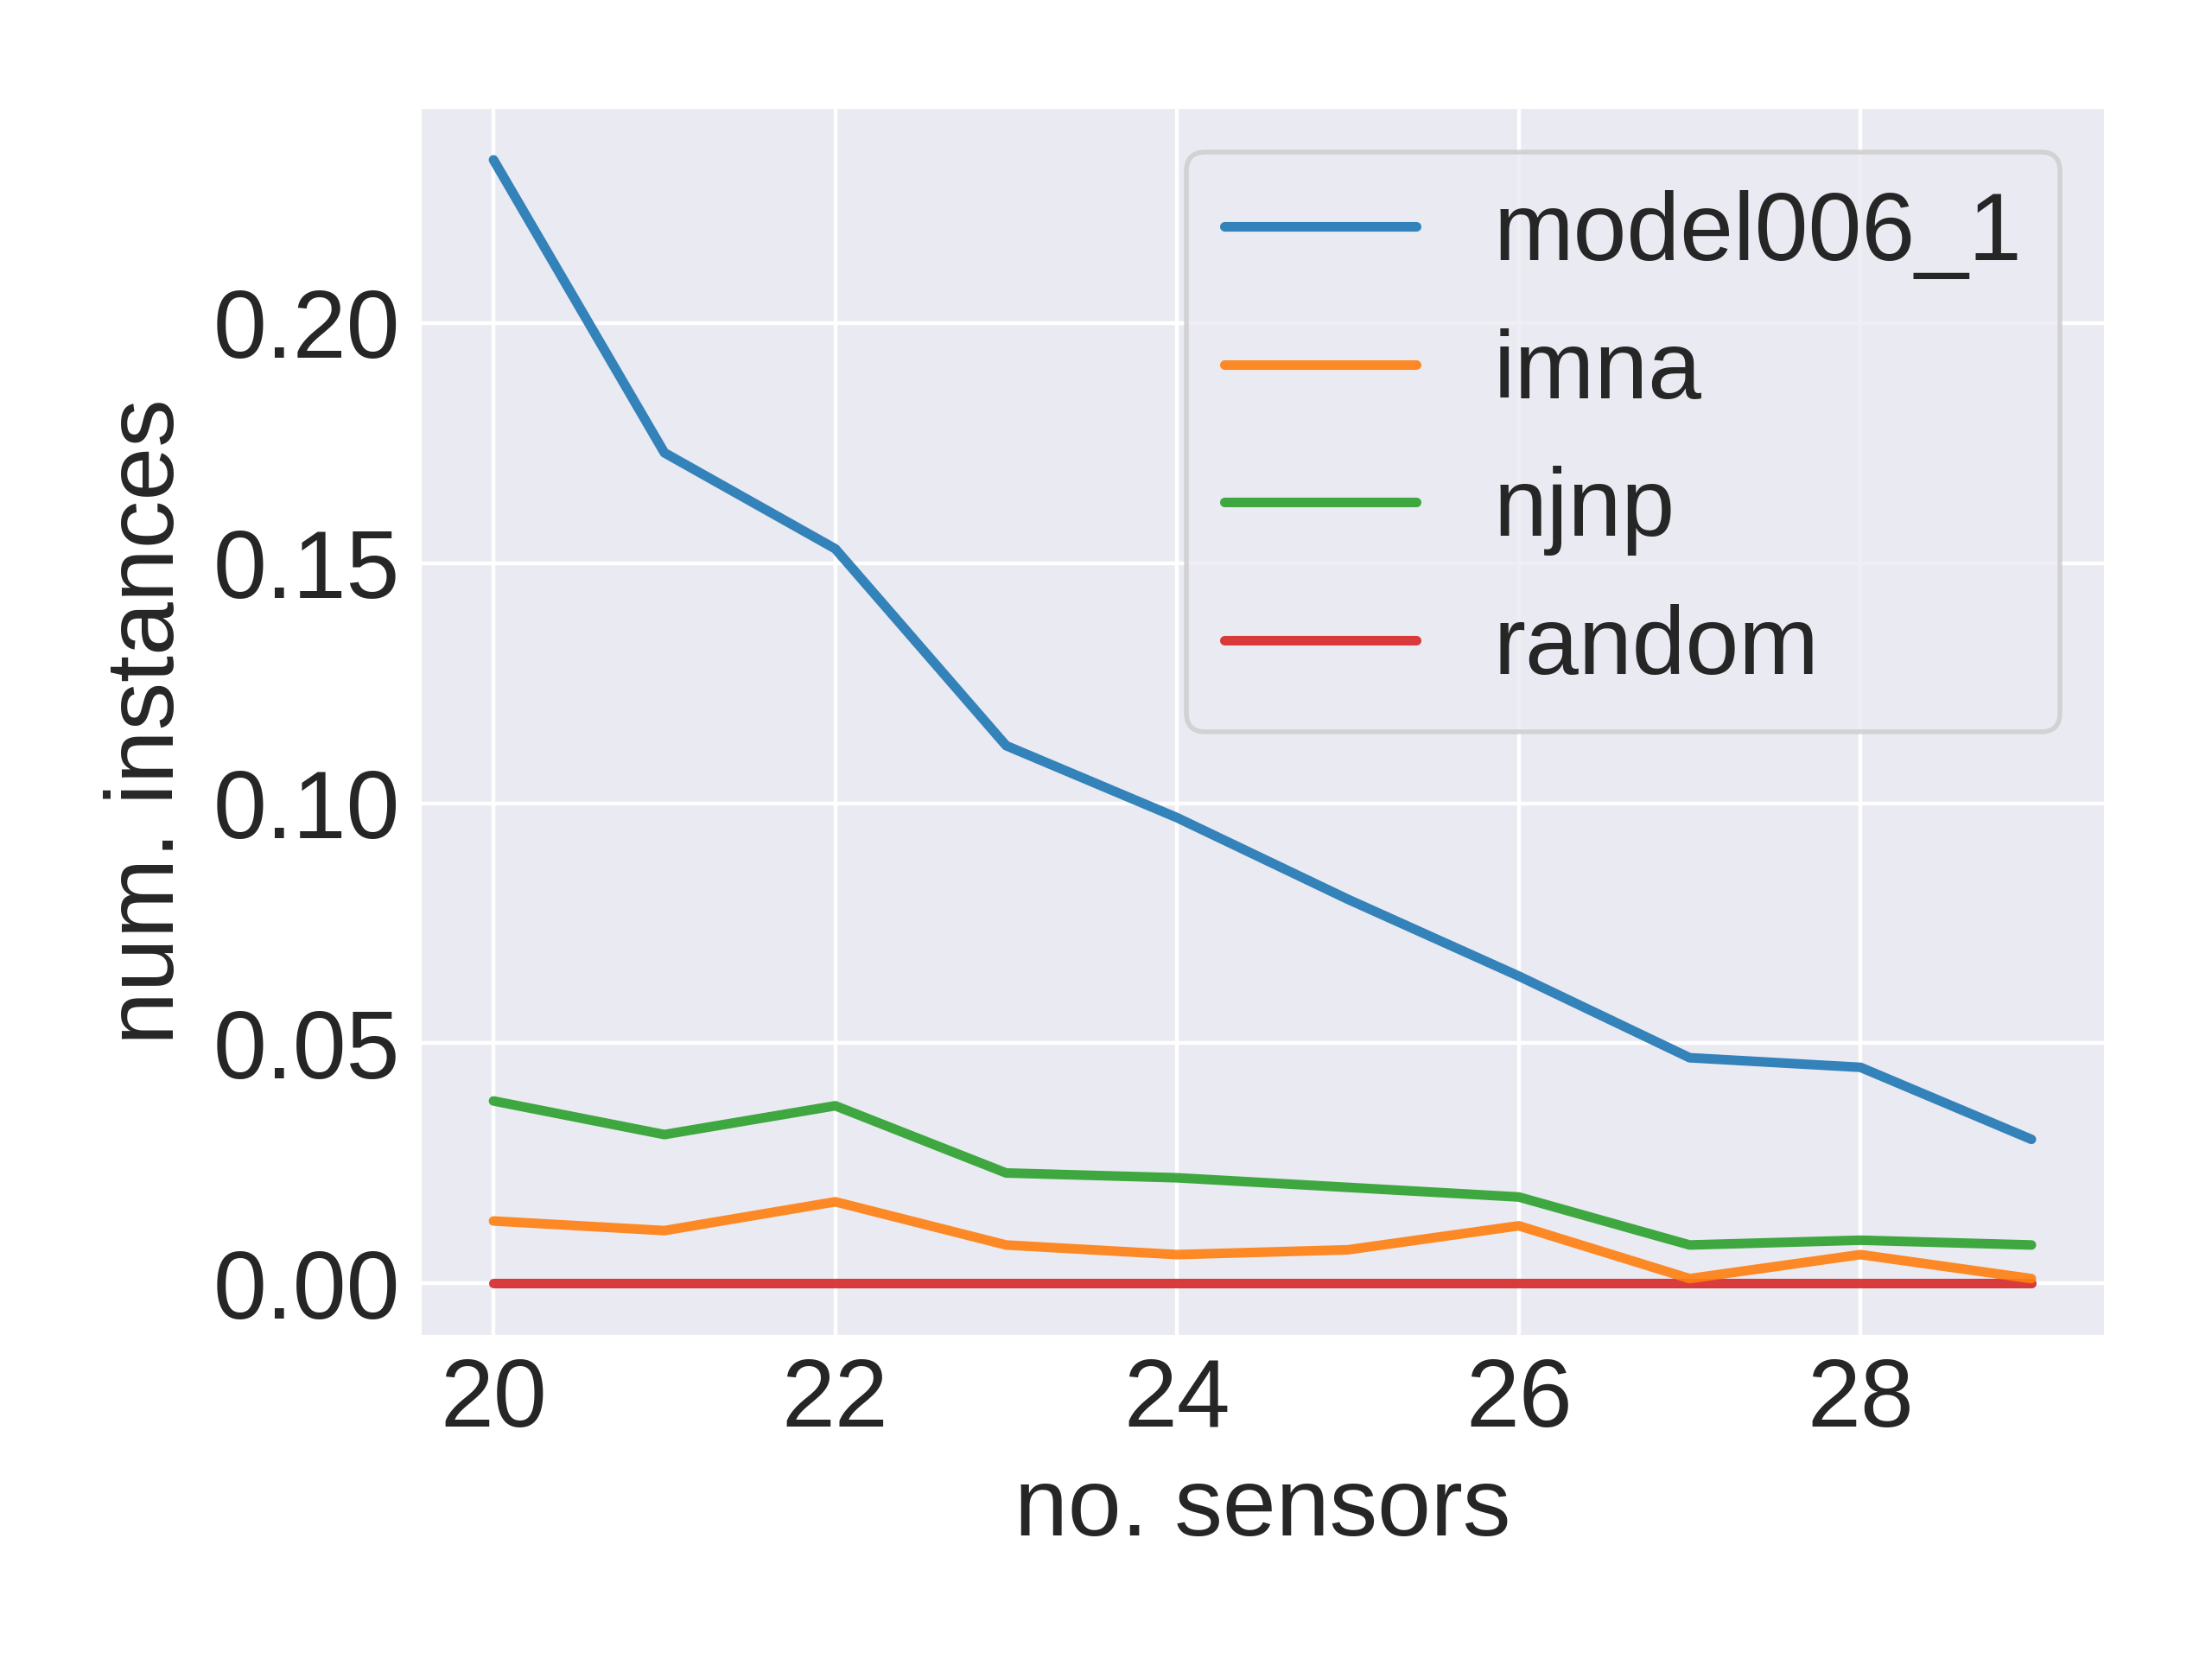 model006_1
imna
njnp
random
0.20
0.15
0.10
0.05
0.00
num. instances
20 22 24 26 28
no. sensors